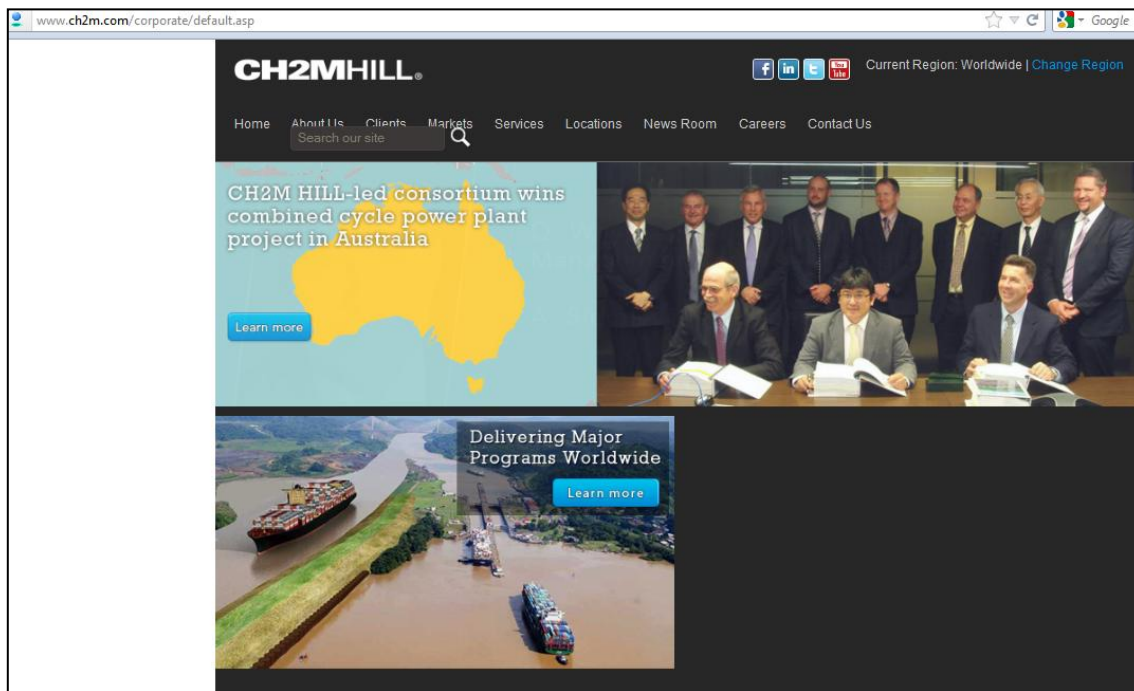 www.ch2m.com/corporate/default.asp
Google
CH2MHILL®
Current Region: Worldwide | Change Region
Home About Us Clients Markets Services Locations News Room Careers Contact Us
Search our site
CH2M HILL-led consortium wins
combined cycle power plant
project in Australia
Learn more
Delivering Major
Programs Worldwide
Learn more